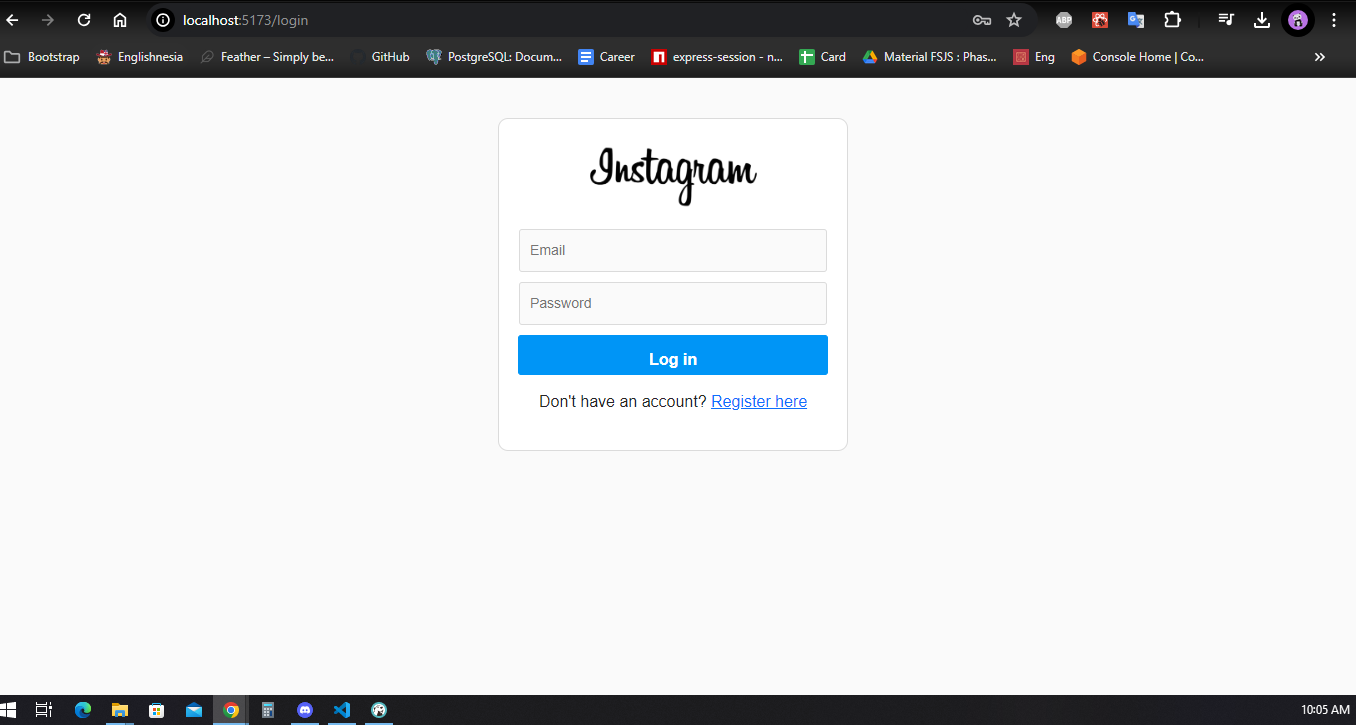 localhost:5173/login
ABP
Bootstrap Englishnesia Feather – Simply be... GitHub PostgreSQL: Docum... Career express-session - n... Card Material FSJS : Phas... Eng Console Home | Co... »
Instagram
Email
Password
Log in
Don't have an account? Register here
10:05 AM